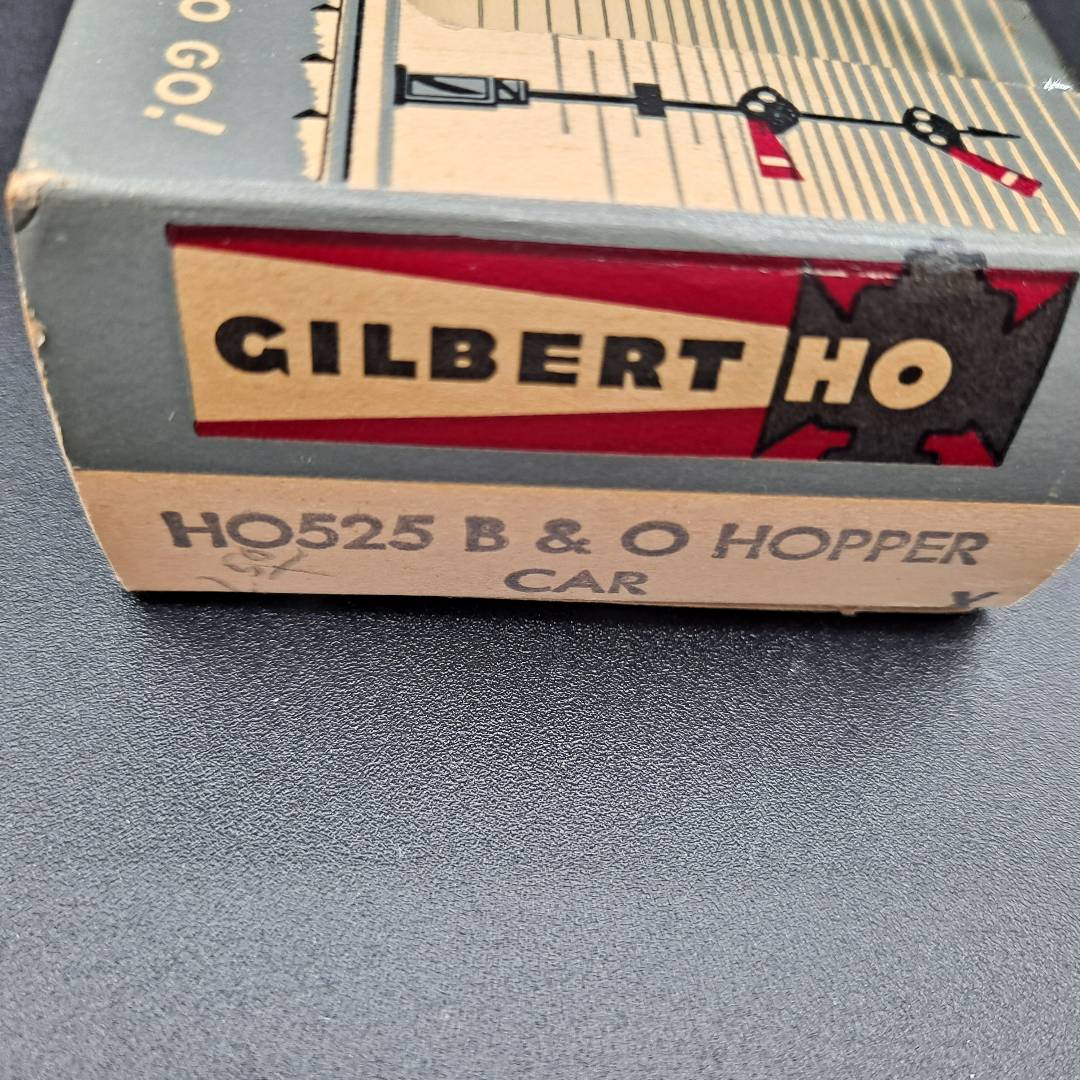 O GO!
GILBERT HO
HO525 B & O HOPPER
CAR